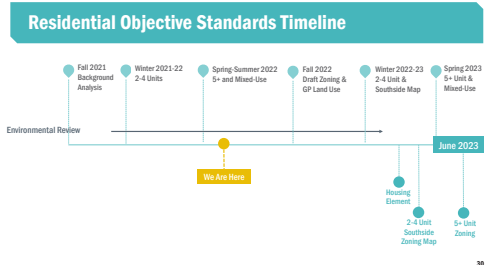 Residential Objective Standards Timeline
Fall 2021
Background
Analysis
Winter 2021-22
2-4 Units
Spring-Summer 2022
5+ and Mixed-Use
Fall 2022
Draft Zoning &
GP Land Use
Winter 2022-23
2-4 Unit &
Southside Map
Spring 2023
5+ Unit &
Mixed-Use
Environmental Review
June 2023
We Are Here
Housing
Element
2-4 Unit
Southside
Zoning Map
5+ Unit
Zoning
30